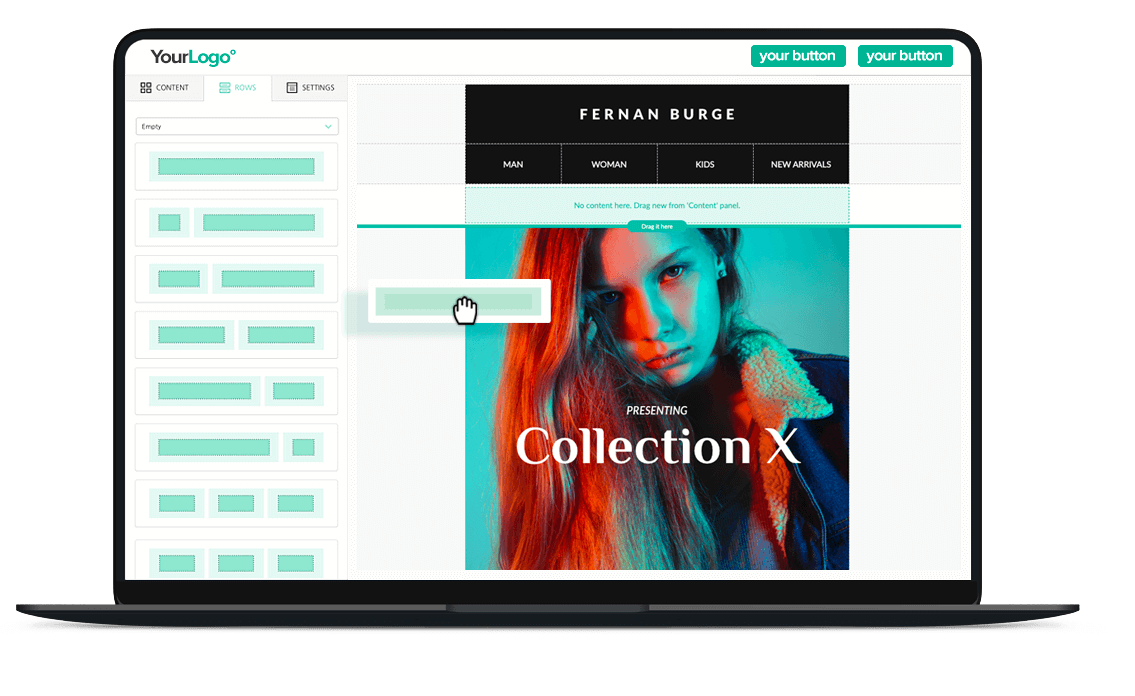 YourLogo°
your button
your button
CONTENT
ROWS
SETTINGS
Empty
FERNAN BURGE
MAN
WOMAN
KIDS
NEW ARRIVALS
No content here. Drag new from 'Content' panel.
Drag it here
PRESENTING
Collection X